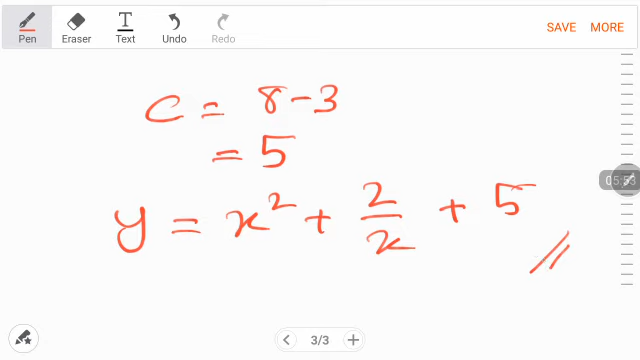 Pen Eraser Text Undo Redo SAVE MORE
C = 8 - 3
= 5
05:53
y = x² + 2/x + 5
3/3